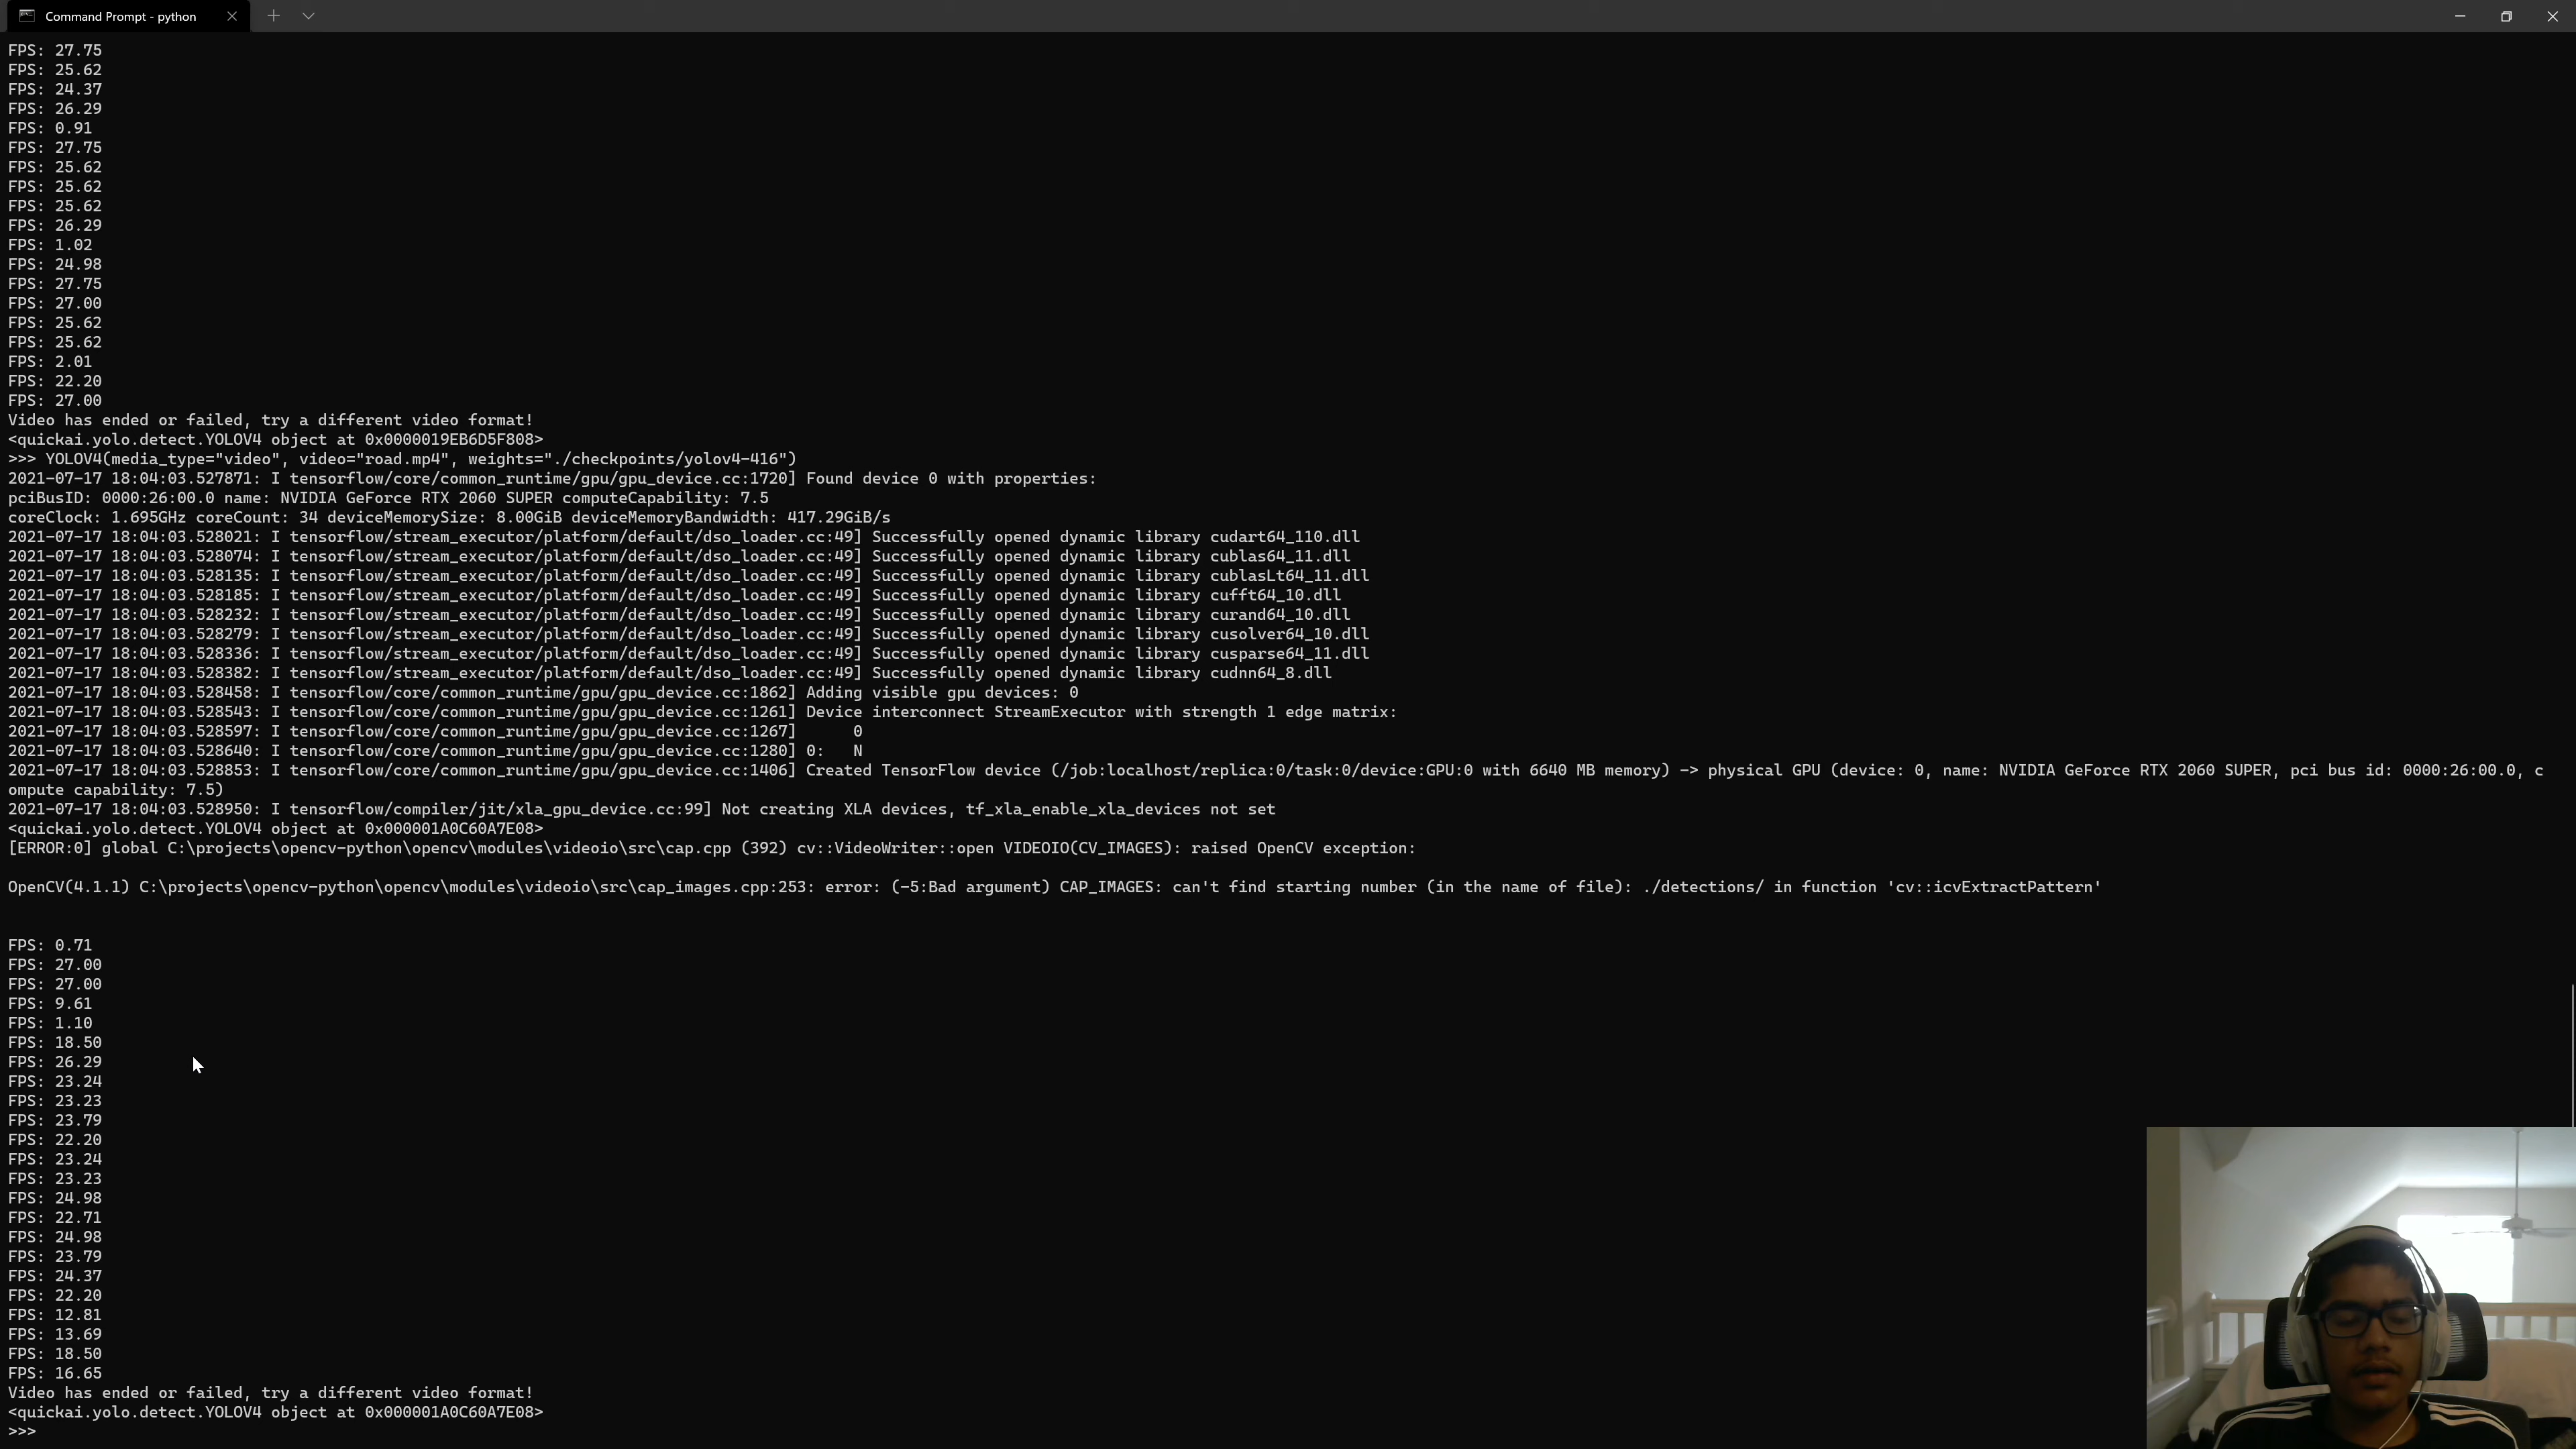 Command Prompt - python
FPS: 27.75
FPS: 25.62
FPS: 24.37
FPS: 26.29
FPS: 0.91
FPS: 27.75
FPS: 25.62
FPS: 25.62
FPS: 25.62
FPS: 26.29
FPS: 1.02
FPS: 24.98
FPS: 27.75
FPS: 27.00
FPS: 25.62
FPS: 25.62
FPS: 2.01
FPS: 22.20
FPS: 27.00
Video has ended or failed, try a different video format!
<quickai.yolo.detect.YOLOV4 object at 0x0000019EB6D5F808>
>>> YOLOV4(media_type="video", video="road.mp4", weights="./checkpoints/yolov4-416")
2021-07-17 18:04:03.527871: I tensorflow/core/common_runtime/gpu/gpu_device.cc:1720] Found device 0 with properties:
pciBusID: 0000:26:00.0 name: NVIDIA GeForce RTX 2060 SUPER computeCapability: 7.5
coreClock: 1.695GHz coreCount: 34 deviceMemorySize: 8.00GiB deviceMemoryBandwidth: 417.29GiB/s
2021-07-17 18:04:03.528021: I tensorflow/stream_executor/platform/default/dso_loader.cc:49] Successfully opened dynamic library cudart64_110.dll
2021-07-17 18:04:03.528074: I tensorflow/stream_executor/platform/default/dso_loader.cc:49] Successfully opened dynamic library cublas64_11.dll
2021-07-17 18:04:03.528135: I tensorflow/stream_executor/platform/default/dso_loader.cc:49] Successfully opened dynamic library cublasLt64_11.dll
2021-07-17 18:04:03.528185: I tensorflow/stream_executor/platform/default/dso_loader.cc:49] Successfully opened dynamic library cufft64_10.dll
2021-07-17 18:04:03.528232: I tensorflow/stream_executor/platform/default/dso_loader.cc:49] Successfully opened dynamic library curand64_10.dll
2021-07-17 18:04:03.528279: I tensorflow/stream_executor/platform/default/dso_loader.cc:49] Successfully opened dynamic library cusolver64_10.dll
2021-07-17 18:04:03.528336: I tensorflow/stream_executor/platform/default/dso_loader.cc:49] Successfully opened dynamic library cusparse64_11.dll
2021-07-17 18:04:03.528382: I tensorflow/stream_executor/platform/default/dso_loader.cc:49] Successfully opened dynamic library cudnn64_8.dll
2021-07-17 18:04:03.528458: I tensorflow/core/common_runtime/gpu/gpu_device.cc:1862] Adding visible gpu devices: 0
2021-07-17 18:04:03.528543: I tensorflow/core/common_runtime/gpu/gpu_device.cc:1261] Device interconnect StreamExecutor with strength 1 edge matrix:
2021-07-17 18:04:03.528597: I tensorflow/core/common_runtime/gpu/gpu_device.cc:1267]      0
2021-07-17 18:04:03.528640: I tensorflow/core/common_runtime/gpu/gpu_device.cc:1280] 0:   N
2021-07-17 18:04:03.528853: I tensorflow/core/common_runtime/gpu/gpu_device.cc:1406] Created TensorFlow device (/job:localhost/replica:0/task:0/device:GPU:0 with 6640 MB memory) -> physical GPU (device: 0, name: NVIDIA GeForce RTX 2060 SUPER, pci bus id: 0000:26:00.0, c
ompute capability: 7.5)
2021-07-17 18:04:03.528950: I tensorflow/compiler/jit/xla_gpu_device.cc:99] Not creating XLA devices, tf_xla_enable_xla_devices not set
<quickai.yolo.detect.YOLOV4 object at 0x000001A0C60A7E08>
[ERROR:0] global C:\projects\opencv-python\opencv\modules\videoio\src\cap.cpp (392) cv::VideoWriter::open VIDEOIO(CV_IMAGES): raised OpenCV exception:
OpenCV(4.1.1) C:\projects\opencv-python\opencv\modules\videoio\src\cap_images.cpp:253: error: (-5:Bad argument) CAP_IMAGES: can't find starting number (in the name of file): ./detections/ in function 'cv::icvExtractPattern'
FPS: 0.71
FPS: 27.00
FPS: 27.00
FPS: 9.61
FPS: 1.10
FPS: 18.50
FPS: 26.29
FPS: 23.24
FPS: 23.23
FPS: 23.79
FPS: 22.20
FPS: 23.24
FPS: 23.23
FPS: 24.98
FPS: 22.71
FPS: 24.98
FPS: 23.79
FPS: 24.37
FPS: 22.20
FPS: 12.81
FPS: 13.69
FPS: 18.50
FPS: 16.65
Video has ended or failed, try a different video format!
<quickai.yolo.detect.YOLOV4 object at 0x000001A0C60A7E08>
>>>